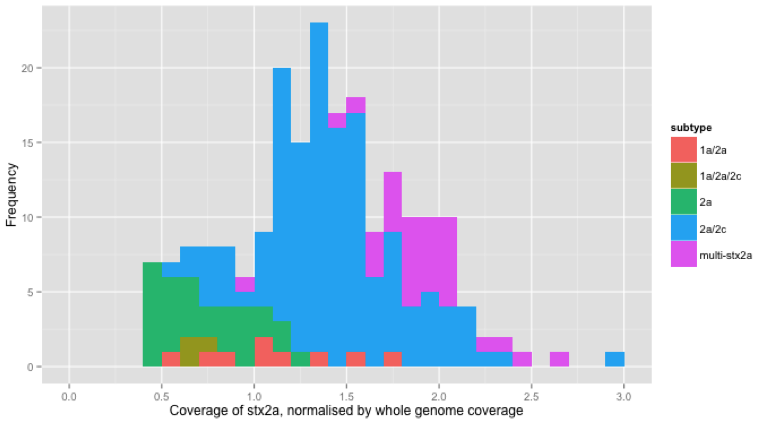 20
15
10
5
0
Frequency
0.0 0.5 1.0 1.5 2.0 2.5 3.0
Coverage of stx2a, normalised by whole genome coverage
subtype
1a/2a
1a/2a/2c
2a
2a/2c
multi-stx2a